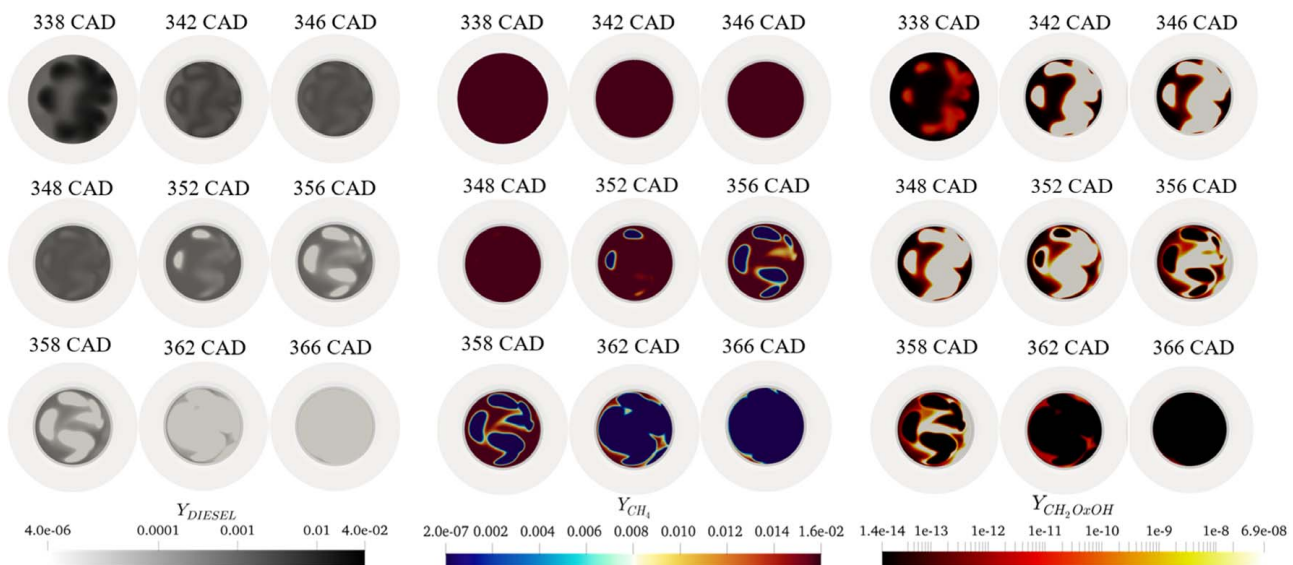 338 CAD 342 CAD 346 CAD 338 CAD 342 CAD 346 CAD 338 CAD 342 CAD 346 CAD
348 CAD 352 CAD 356 CAD 348 CAD 352 CAD 356 CAD 348 CAD 352 CAD 356 CAD
358 CAD 362 CAD 366 CAD 358 CAD 362 CAD 366 CAD 358 CAD 362 CAD 366 CAD
Y_DIESEL Y_CH₄ Y_CH₂OxOH
4.0e-06 0.0001 0.001 0.01 4.0e-02 2.0e-07 0.002 0.004 0.006 0.008 0.010 0.012 0.014 1.6e-02 1.4e-14 1e-13 1e-12 1e-11 1e-10 1e-9 1e-8 6.9e-08